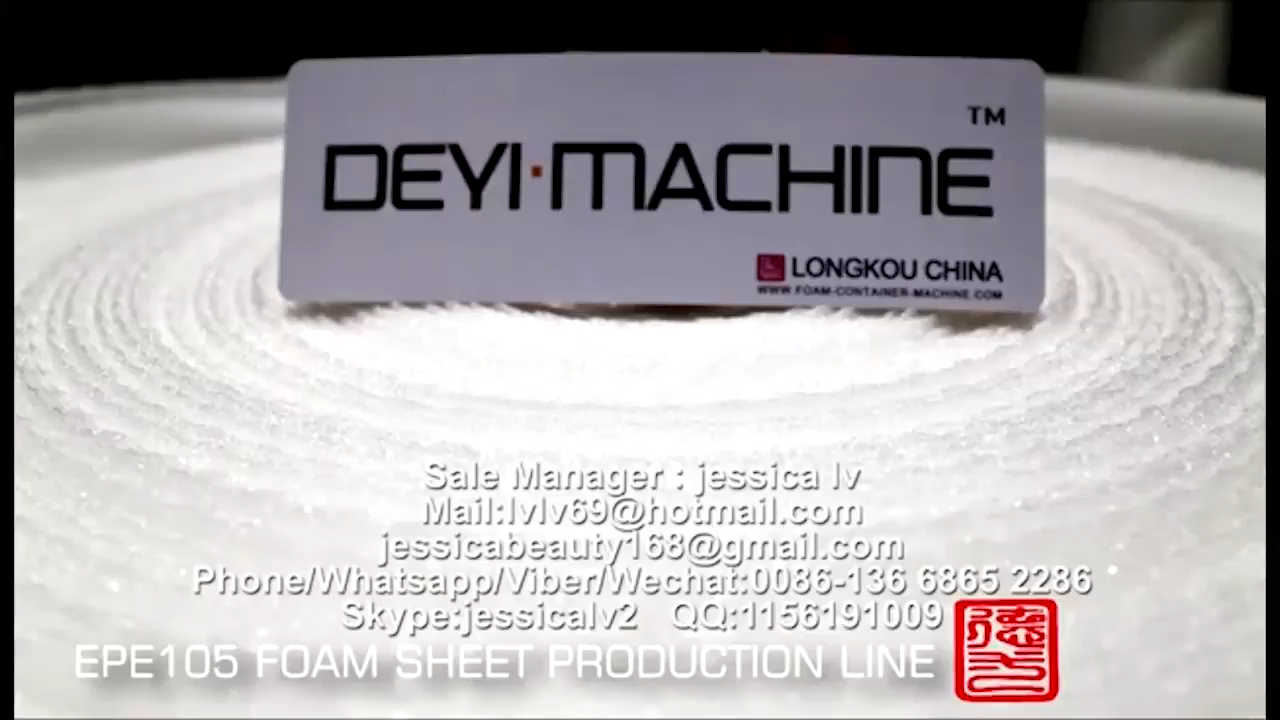 TM
DEYI·MACHINE
LONGKOU CHINA
WWW.FOAM-CONTAINER-MACHINE.COM
Sale Manager : jessica lv
Mail:lvlv69@hotmail.com
jessicabeauty168@gmail.com
Phone/Whatsapp/Viber/Wechat:0086-136 6865 2286
Skype:jessicalv2 QQ:1156191009
EPE105 FOAM SHEET PRODUCTION LINE